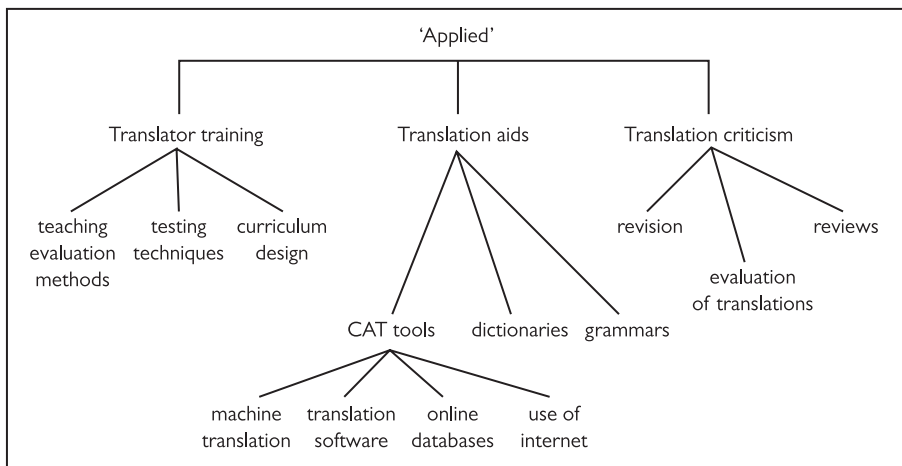 'Applied'
Translator training
Translation aids
Translation criticism
teaching
evaluation
methods
testing
techniques
curriculum
design
revision
evaluation
of translations
reviews
CAT tools
dictionaries
grammars
machine
translation
translation
software
online
databases
use of
internet